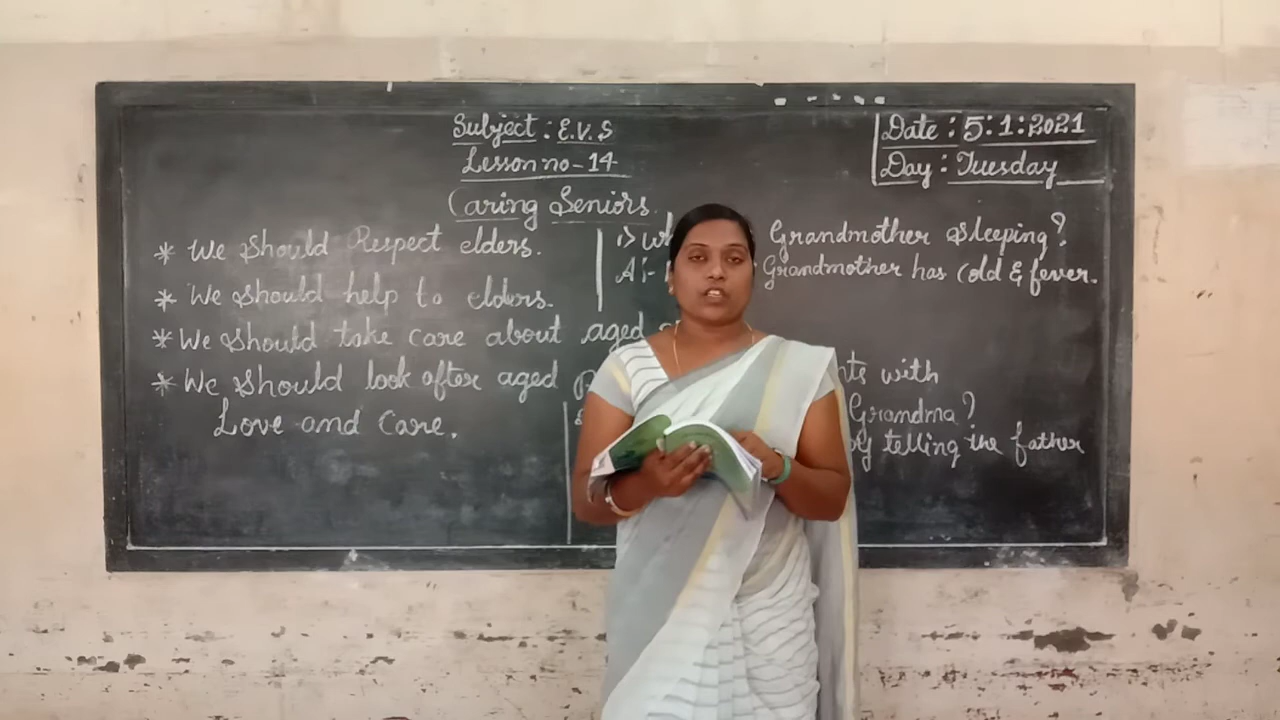 Subject : E.V.S
Lesson no - 14
Date : 5:1:2021
Day : Tuesday
Caring Seniors.
* We Should Respect elders.
* We Should help to elders.
* We Should take care about aged
* We Should look after aged
Love and Care.
1> Grandmother sleeping?
A:- Grandmother has cold & fever.
with
Grandma?
by telling the father